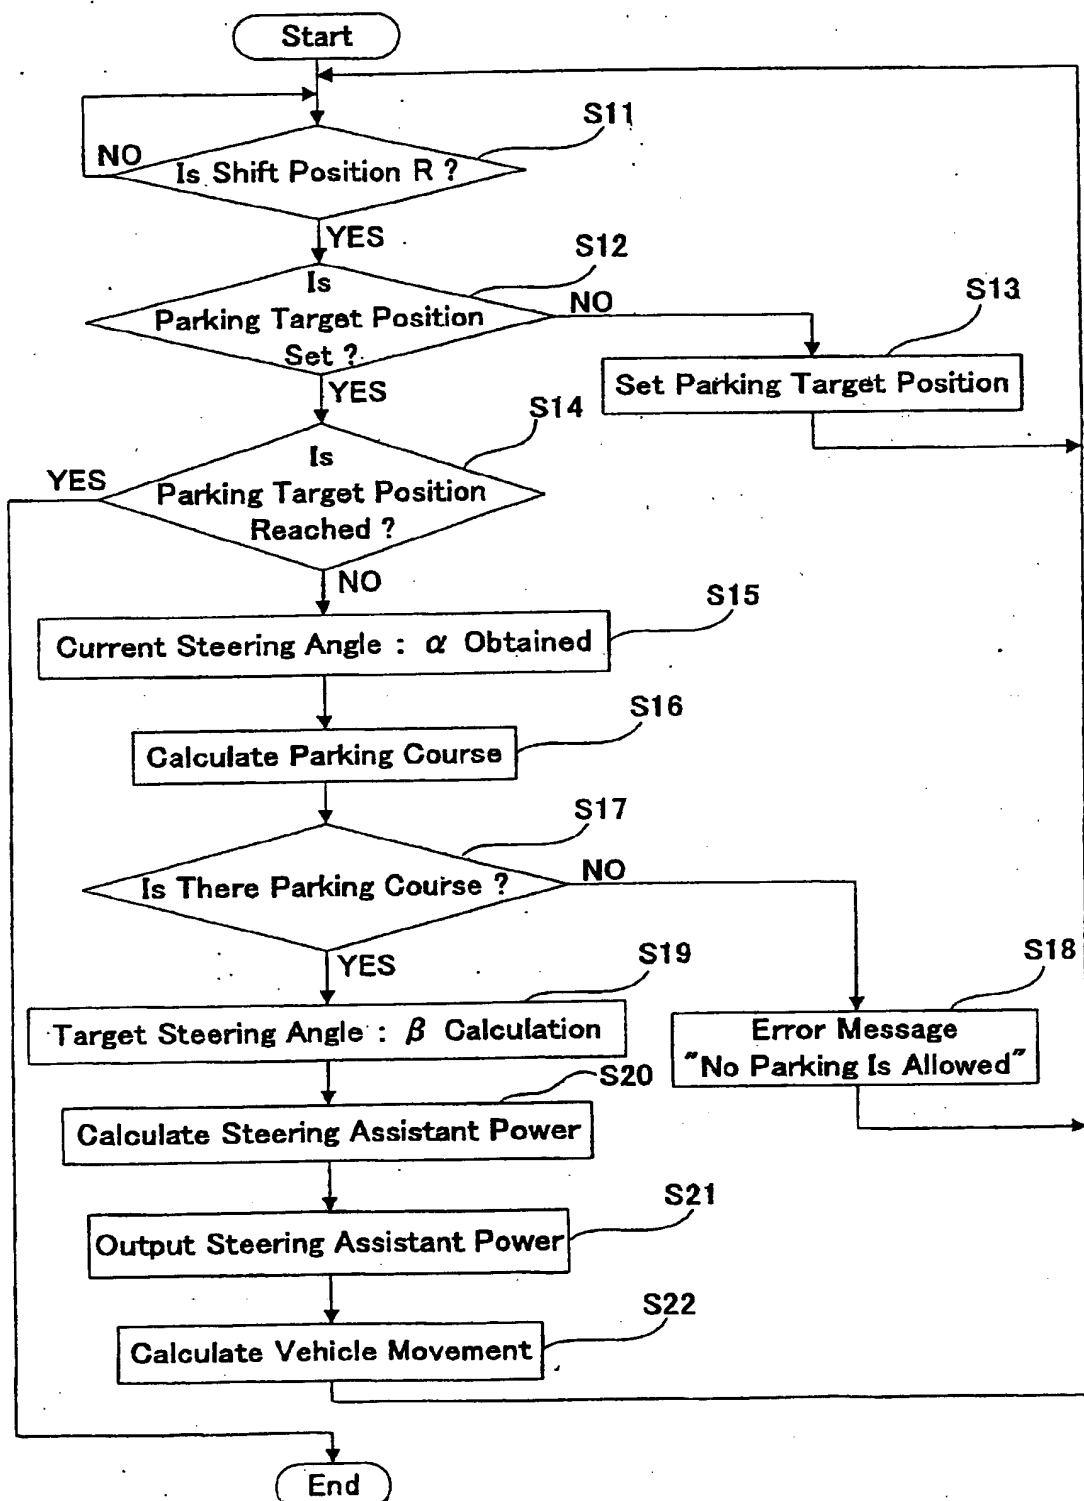 Start
S11
NO
Is Shift Position R ?
YES
S12
Is
Parking Target Position
Set ?
NO
S13
Set Parking Target Position
YES
S14
Is
Parking Target Position
Reached ?
YES
NO
S15
Current Steering Angle : α Obtained
S16
Calculate Parking Course
S17
Is There Parking Course ?
NO
YES
S18
Error Message
"No Parking Is Allowed"
S19
Target Steering Angle : β Calculation
S20
Calculate Steering Assistant Power
S21
Output Steering Assistant Power
S22
Calculate Vehicle Movement
End